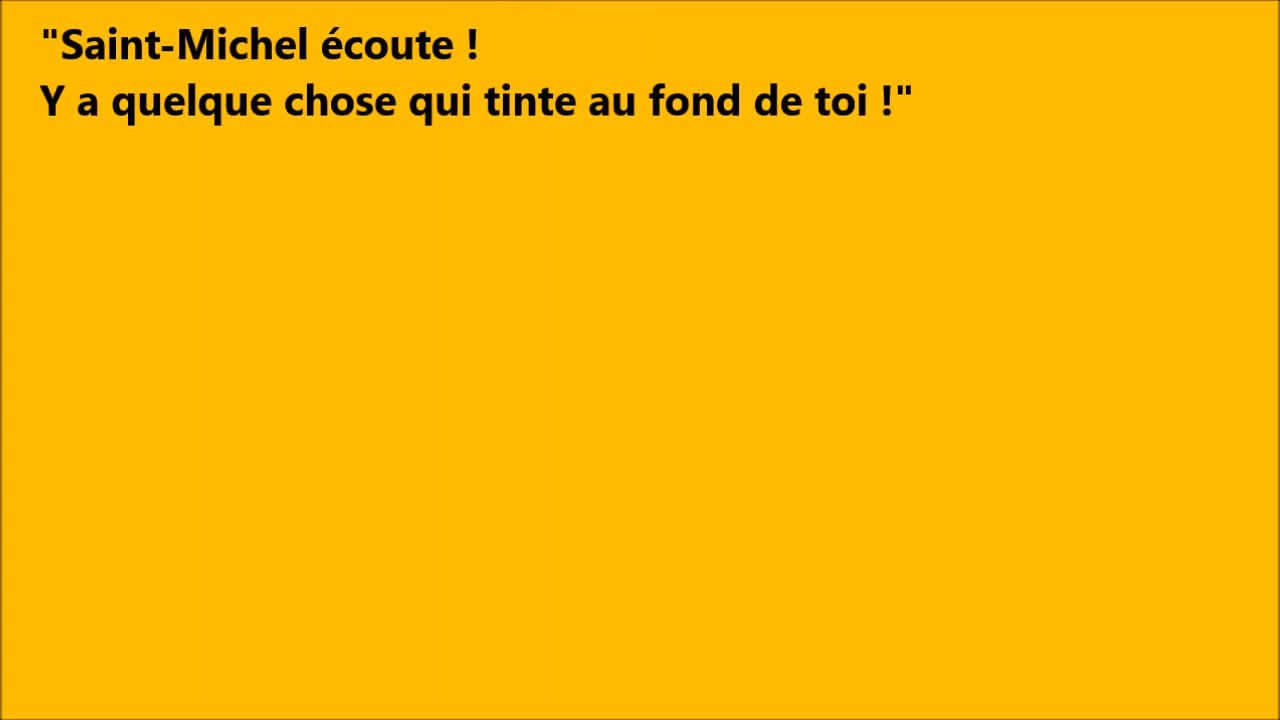 "Saint-Michel écoute !
Y a quelque chose qui tinte au fond de toi !"